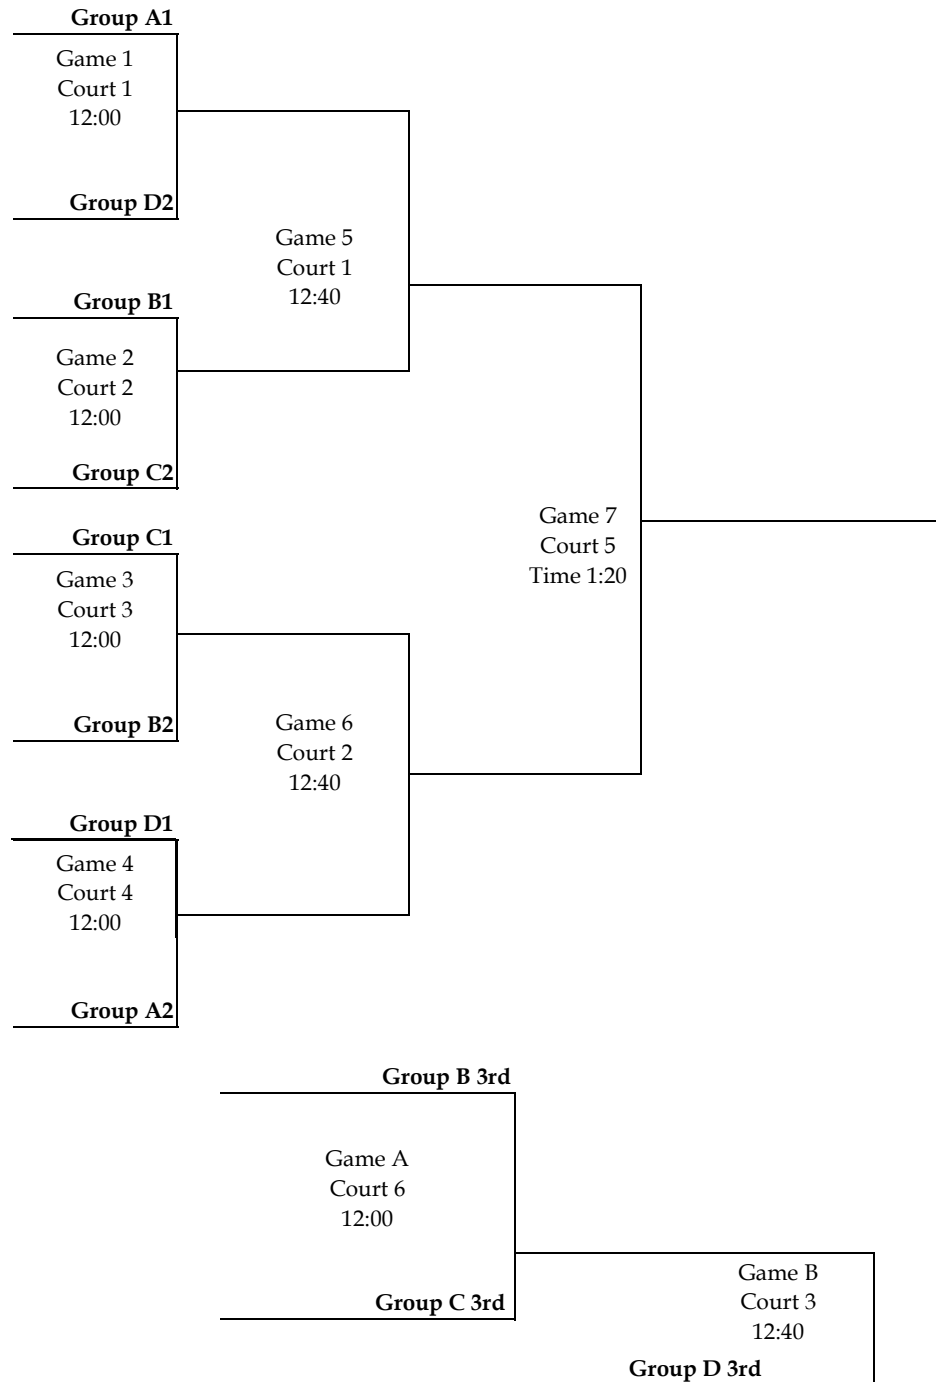 Group A1
Game 1
Court 1
12:00
Group D2
Game 5
Court 1
12:40
Group B1
Game 2
Court 2
12:00
Group C2
Game 7
Court 5
Time 1:20
Group C1
Game 3
Court 3
12:00
Group B2
Game 6
Court 2
12:40
Group D1
Game 4
Court 4
12:00
Group A2
Group B 3rd
Game A
Court 6
12:00
Group C 3rd
Game B
Court 3
12:40
Group D 3rd